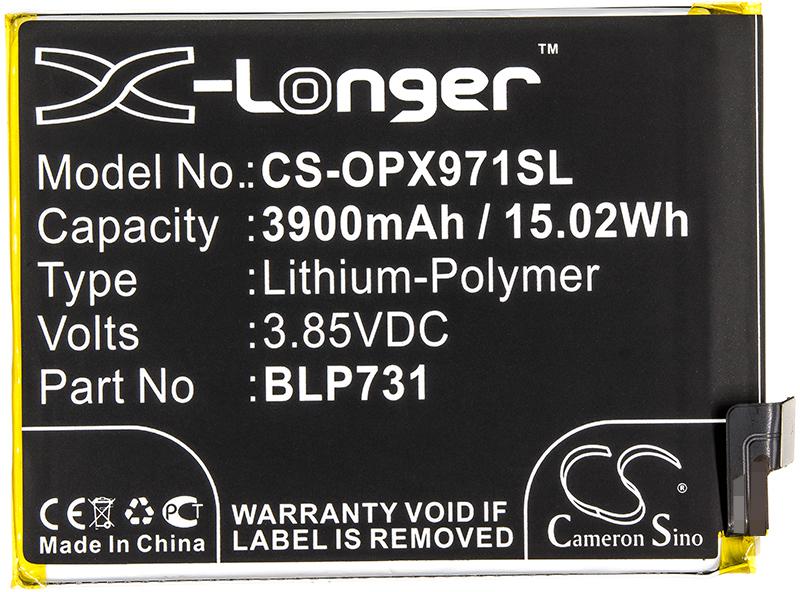 X-Longer™
Model No.:CS-OPX971SL
Capacity :3900mAh / 15.02Wh
Type :Lithium-Polymer
Volts :3.85VDC
Part No :BLP731
CE PCT
Made In China
WARRANTY VOID IF
LABEL IS REMOVED
CS®
Cameron Sino